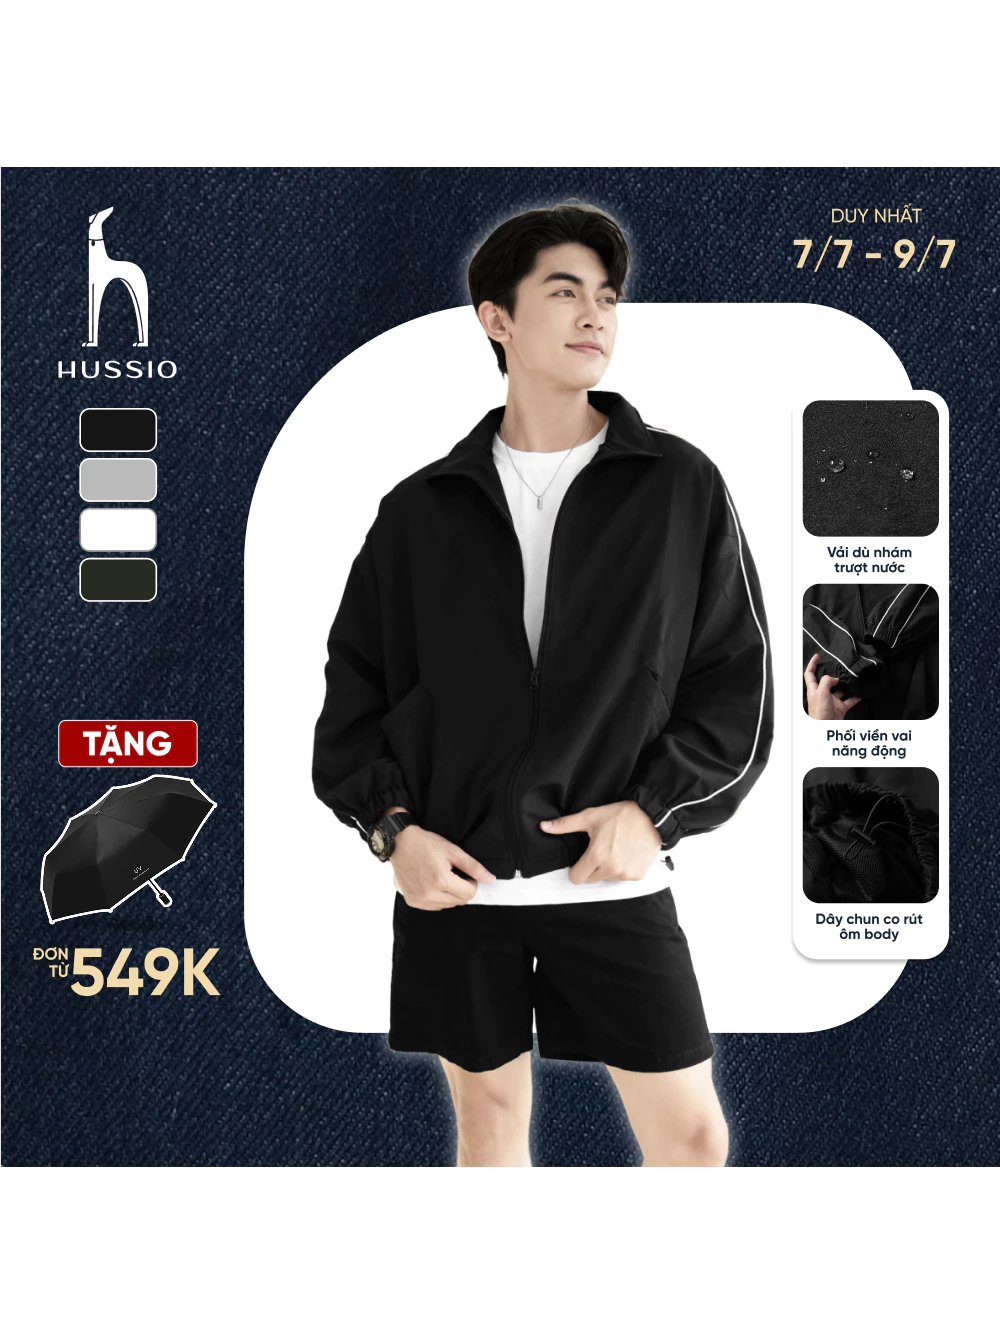 HUSSIO
DUY NHẤT
7/7 - 9/7
Vải dù nhám
trượt nước
Phối viền vai
năng động
Dây chun co rút
ôm body
TẶNG
UV
ĐƠN
TỪ
549K